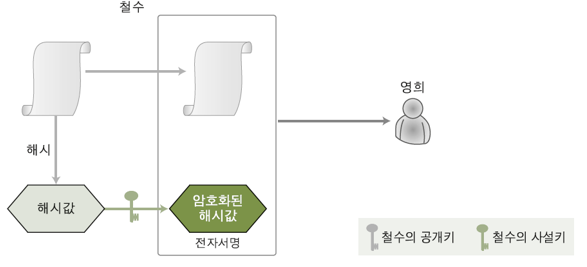 철수
영희
해시
해시값
암호화된
해시값
전자서명
철수의 공개키
철수의 사설키